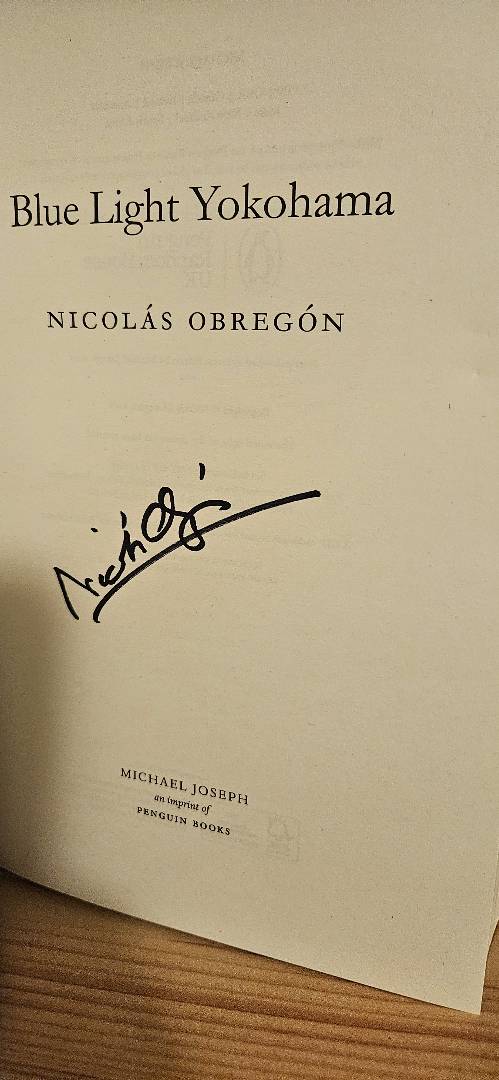 Blue Light Yokohama
NICOLÁS OBREGÓN
MICHAEL JOSEPH
an imprint of
PENGUIN BOOKS